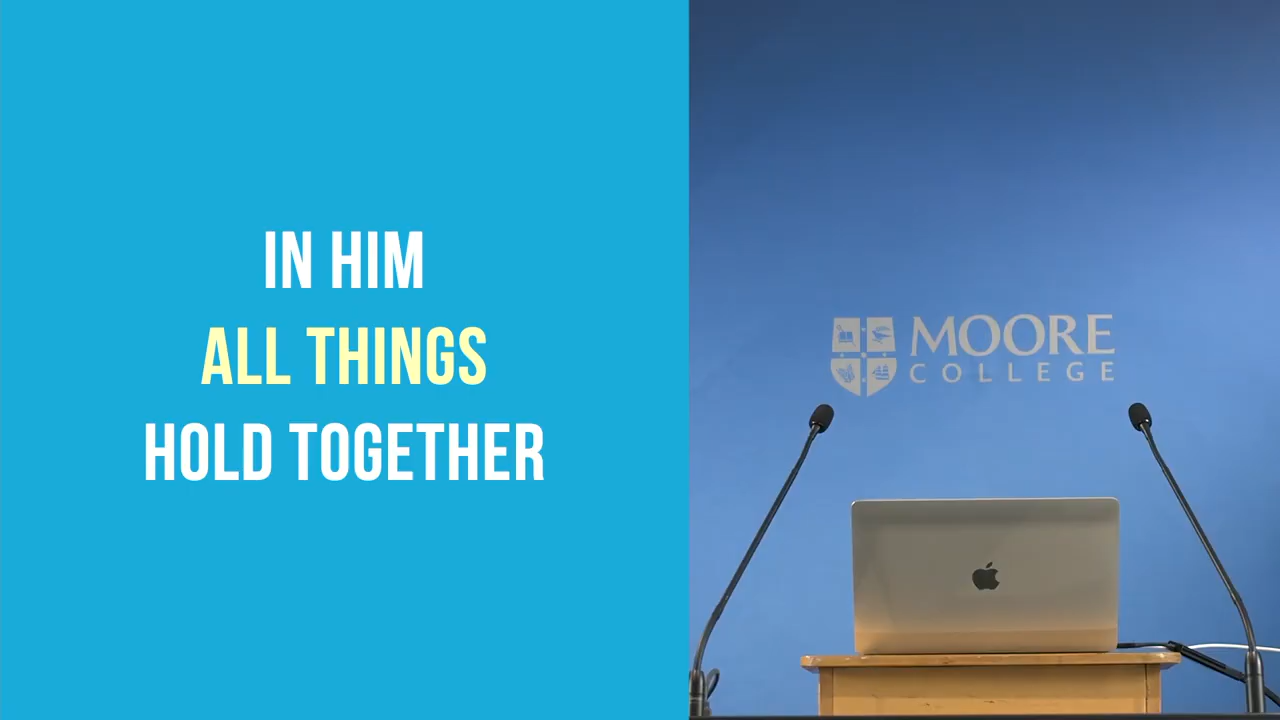 IN HIM
ALL THINGS
HOLD TOGETHER
MOORE
COLLEGE